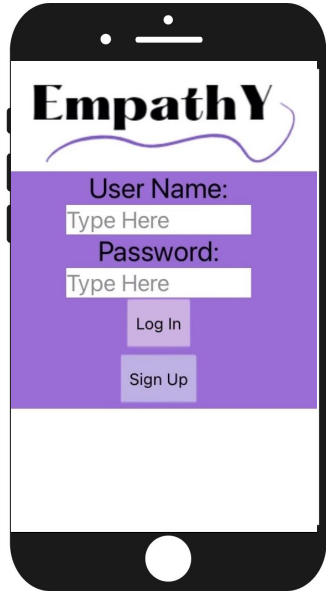 EmpathY
User Name:
Type Here
Password:
Type Here
Log In
Sign Up